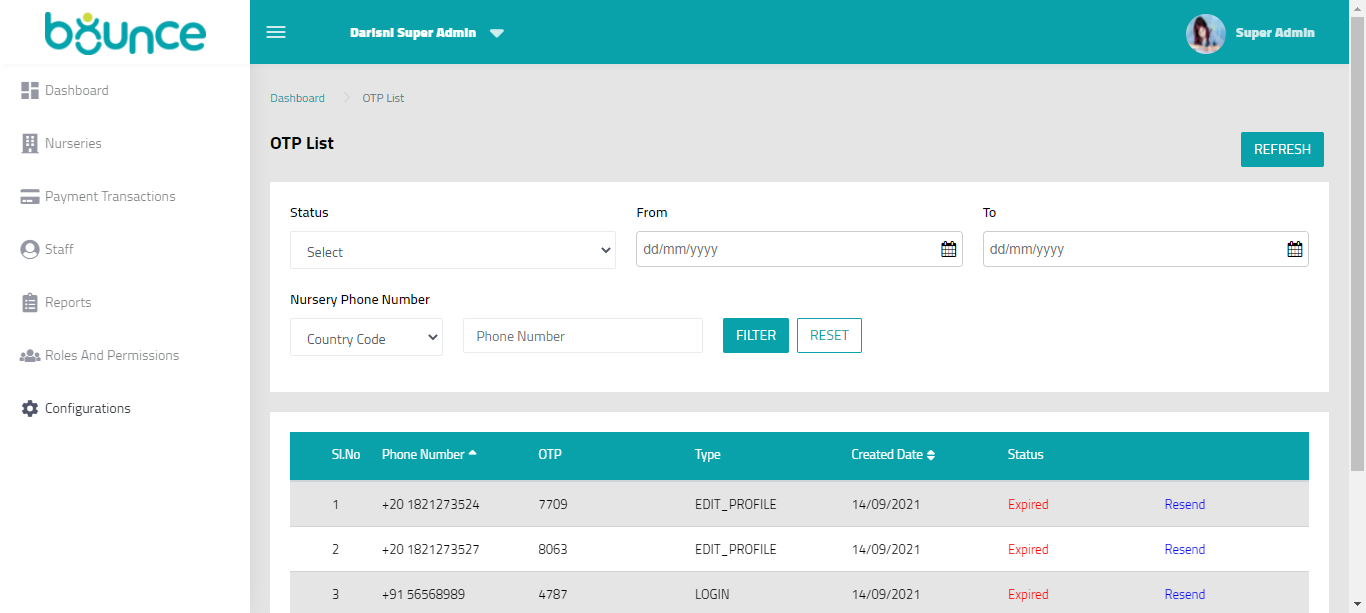 bounce
Darisni Super Admin
Super Admin
Dashboard
Nurseries
Payment Transactions
Staff
Reports
Roles And Permissions
Configurations
Dashboard OTP List
OTP List
REFRESH
Status From To
Select dd/mm/yyyy dd/mm/yyyy
Nursery Phone Number
Country Code Phone Number FILTER RESET
Sl.No Phone Number OTP Type Created Date Status
1 +20 1821273524 7709 EDIT_PROFILE 14/09/2021 Expired Resend
2 +20 1821273527 8063 EDIT_PROFILE 14/09/2021 Expired Resend
3 +91 56568989 4787 LOGIN 14/09/2021 Expired Resend